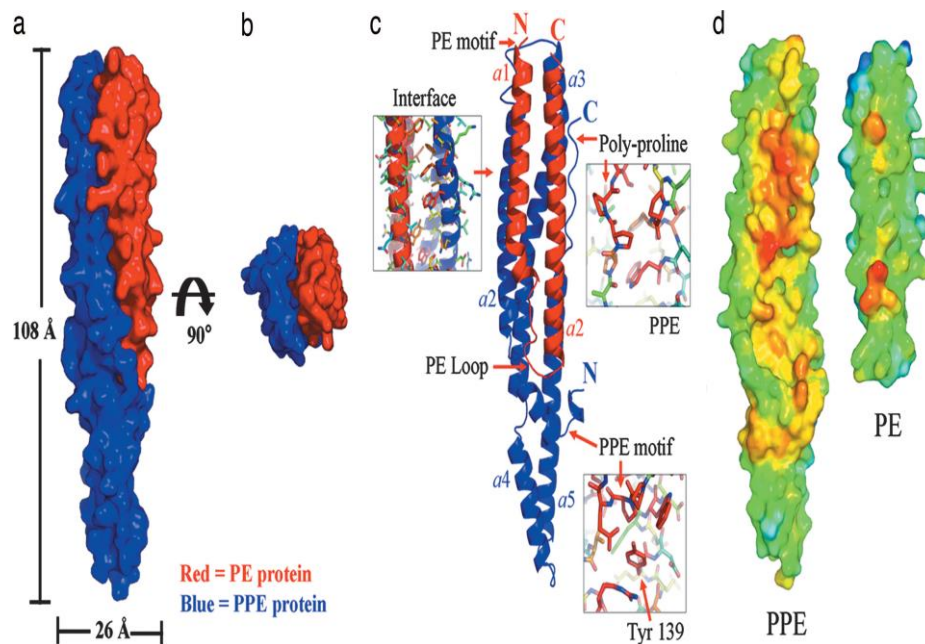 a
b
c
d
108 Å
26 Å
90°
Red = PE protein
Blue = PPE protein
N
C
PE motif
a1
a3
Interface
C
Poly-proline
a2
PPE
a2
PE Loop
N
PPE motif
a4
a5
Tyr 139
PPE
PE